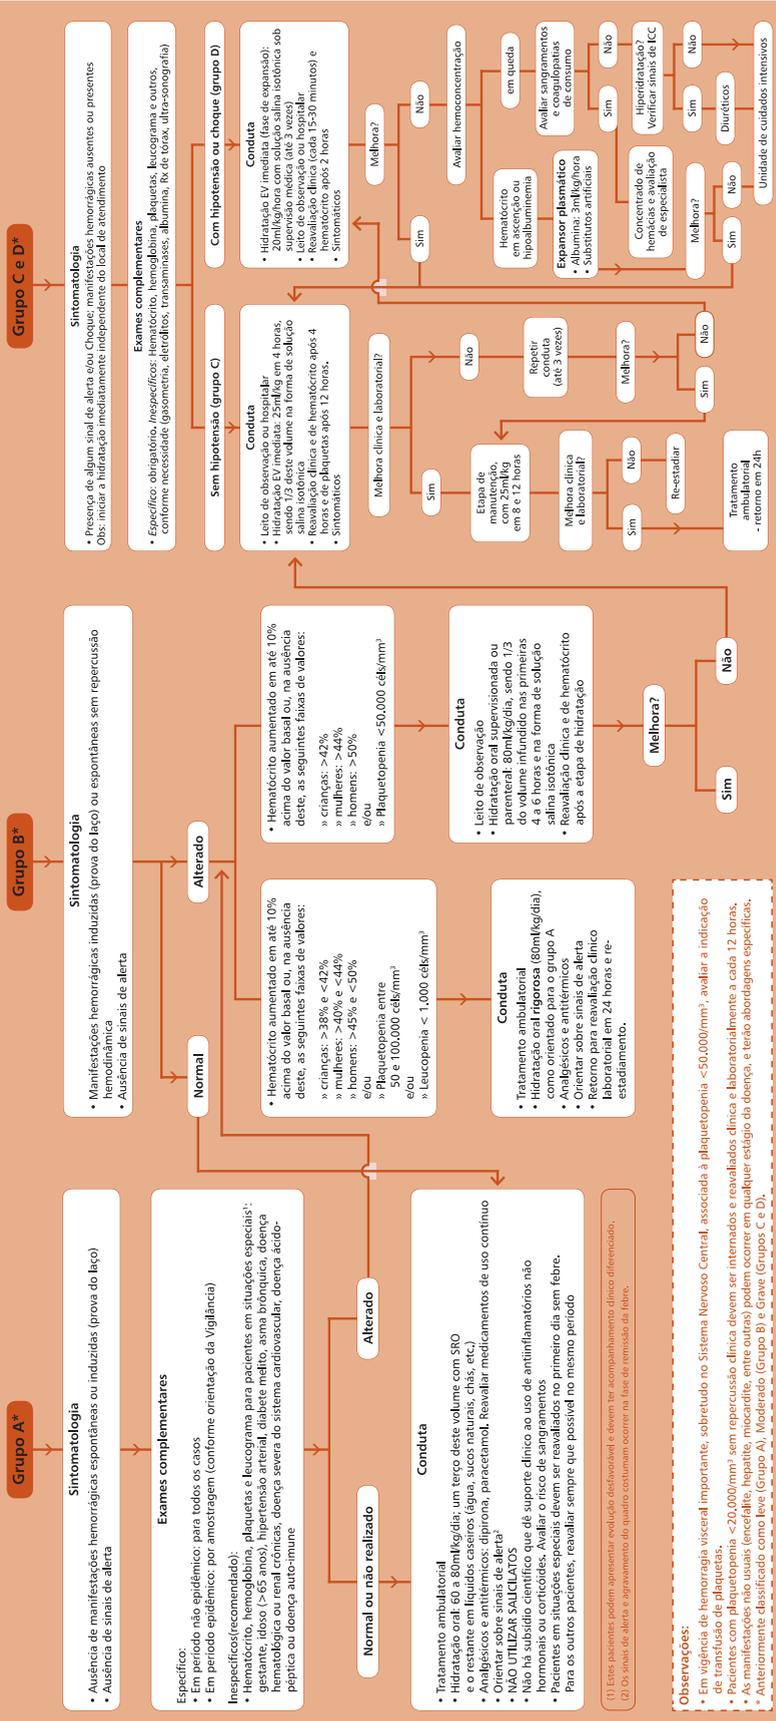 Grupo A*
Sintomatologia
• Ausência de manifestações hemorrágicas espontâneas ou induzidas (prova do laço)
• Ausência de sinais de alerta
Exames complementares
Específico:
• Em período não epidêmico: para todos os casos
• Em período epidêmico: por amostragem (conforme orientação da Vigilância)
Inespecíficos(recomendado):
• Hematócrito, hemoglobina, plaquetas e leucograma para pacientes em situações especiais¹:
gestante, idoso (>65 anos), hipertensão arterial, diabete melito, asma brônquica, doença
hematológica ou renal crônicas, doença severa do sistema cardiovascular, doença ácido-
péptica ou doença auto-imune
Normal ou não realizado
Alterado
Conduta
• Tratamento ambulatorial
• Hidratação oral: 60 a 80ml/kg/dia; um terço deste volume com SRO
e o restante em líquidos caseiros (água, sucos naturais, chás, etc.)
• Analgésicos e antitérmicos: dipirona, paracetamol. Reavaliar medicamentos de uso contínuo
• Orientar sobre sinais de alerta²
• NÃO UTILIZAR SALICILATOS
• Não há subsídio científico que dê suporte clínico ao uso de antiinflamatórios não
hormonais ou corticóides. Avaliar o risco de sangramentos
• Pacientes em situações especiais devem ser reavaliados no primeiro dia sem febre.
Para os outros pacientes, reavaliar sempre que possível no mesmo período
(1) Estes pacientes podem apresentar evolução desfavorável e devem ter acompanhamento clínico diferenciado.
(2) Os sinais de alerta e agravamento do quadro costumam ocorrer na fase de remissão da febre.
Grupo B*
Sintomatologia
• Manifestações hemorrágicas induzidas (prova do laço) ou espontâneas sem repercussão
hemodinâmica
• Ausência de sinais de alerta
Normal
Alterado
• Hematócrito aumentado em até 10%
acima do valor basal ou, na ausência
deste, as seguintes faixas de valores:
» crianças: >38% e <42%
» mulheres: >40% e <44%
» homens: >45% e <50%
e/ou
» Plaquetopenia entre
50 e 100.000 céls/mm³
e/ou
» Leucopenia < 1.000 céls/mm³
Conduta
• Tratamento ambulatorial
• Hidratação oral rigorosa (80ml/kg/dia),
como orientado para o grupo A
• Analgésicos e antitérmicos
• Orientar sobre sinais de alerta
• Retorno para reavaliação clínico
laboratorial em 24 horas e re-
estadiamento.
• Hematócrito aumentado em até 10%
acima do valor basal ou, na ausência
deste, as seguintes faixas de valores:
» crianças: >42%
» mulheres: >44%
» homens: >50%
e/ou
» Plaquetopenia <50.000 céls/mm³
Conduta
• Leito de observação
• Hidratação oral supervisionada ou
parenteral: 80ml/kg/dia, sendo 1/3
do volume infundido nas primeiras
4 a 6 horas e na forma de solução
salina isotônica
• Reavaliação clínica e de hematócrito
após a etapa de hidratação
Melhora?
Sim
Não
Grupo C e D*
Sintomatologia
• Presença de algum sinal de alerta e/ou Choque; manifestações hemorrágicas ausentes ou presentes
Obs: iniciar a hidratação imediatamente independente do local de atendimento
Exames complementares
• Específico: obrigatório. Inespecíficos: Hematócrito, hemoglobina, plaquetas, leucograma e outros,
conforme necessidade (gasometria, eletrólitos, transaminases, albumina, Rx de tórax, ultra-sonografia)
Sem hipotensão (grupo C)
Conduta
• Leito de observação ou hospitalar
• Hidratação EV imediata: 25ml/kg em 4 horas,
sendo 1/3 deste volume na forma de solução
salina isotônica
• Reavaliação clínica e de hematócrito após 4
horas e de plaquetas após 12 horas.
• Sintomáticos
Melhora clínica e laboratorial?
Sim
Não
Etapa de
manutenção,
com 25ml/kg
em 8 e 12 horas
Repetir
conduta
(até 3 vezes)
Melhora clínica
e laboratorial?
Melhora?
Sim
Não
Sim
Não
Re-estadiar
Tratamento
ambulatorial
- retorno em 24h
Com hipotensão ou choque (grupo D)
Conduta
• Hidratação EV imediata (fase de expansão):
20ml/kg/hora com solução salina isotônica sob
supervisão médica (até 3 vezes)
• Leito de observação ou hospitalar
• Reavaliação clínica (cada 15-30 minutos) e
hematócrito após 2 horas
• Sintomáticos
Melhora?
Sim
Não
Avaliar hemoconcentração
Hematócrito
em ascenção ou
hipoalbuminemia
em queda
Expansor plasmático
• Albumina: 3ml/kg/hora
• Substitutos artificiais
Avaliar sangramentos
e coagulopatias
de consumo
Sim
Não
Concentrado de
hemácias e avaliação
de especialista
Hiperidratação?
Verificar sinais de ICC
Melhora?
Sim
Não
Sim
Não
Diuréticos
Unidade de cuidados intensivos
Observações:
• Em vigência de hemorragia visceral importante, sobretudo no Sistema Nervoso Central, associada à plaquetopenia <50.000/mm³, avaliar a indicação
de transfusão de plaquetas.
• Pacientes com plaquetopenia <20.000/mm³ sem repercussão clínica devem ser internados e reavaliados clínica e laboratorialmente a cada 12 horas.
• As manifestações não usuais (encefalite, hepatite, miocardite, entre outras) podem ocorrer em qualquer estágio da doença, e terão abordagens específicas.
* Anteriormente classificado como leve (Grupo A), Moderado (Grupo B) e Grave (Grupos C e D).